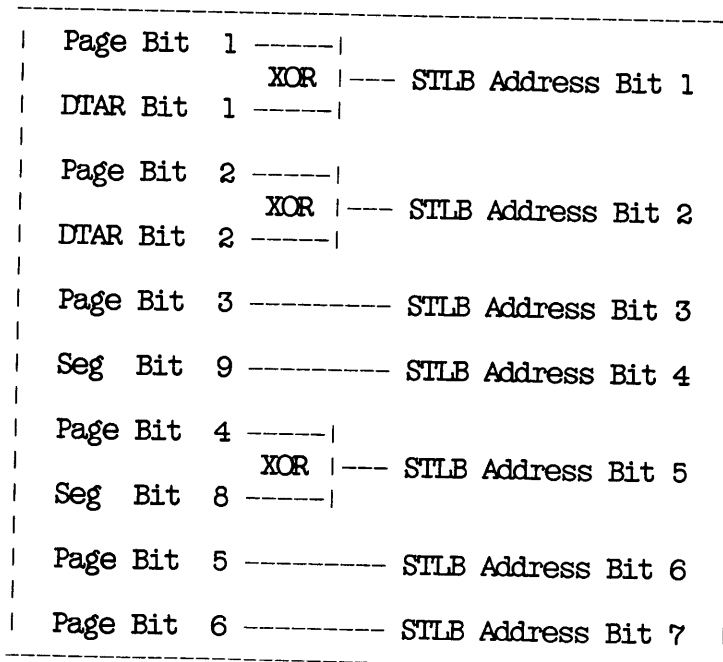 Page Bit 1 -----|
XOR |--- STLB Address Bit 1
DTAR Bit 1 -----|
Page Bit 2 -----|
XOR |--- STLB Address Bit 2
DTAR Bit 2 -----|
Page Bit 3 --------- STLB Address Bit 3
Seg Bit 9 --------- STLB Address Bit 4
Page Bit 4 -----|
XOR |--- STLB Address Bit 5
Seg Bit 8 -----|
Page Bit 5 --------- STLB Address Bit 6
Page Bit 6 --------- STLB Address Bit 7